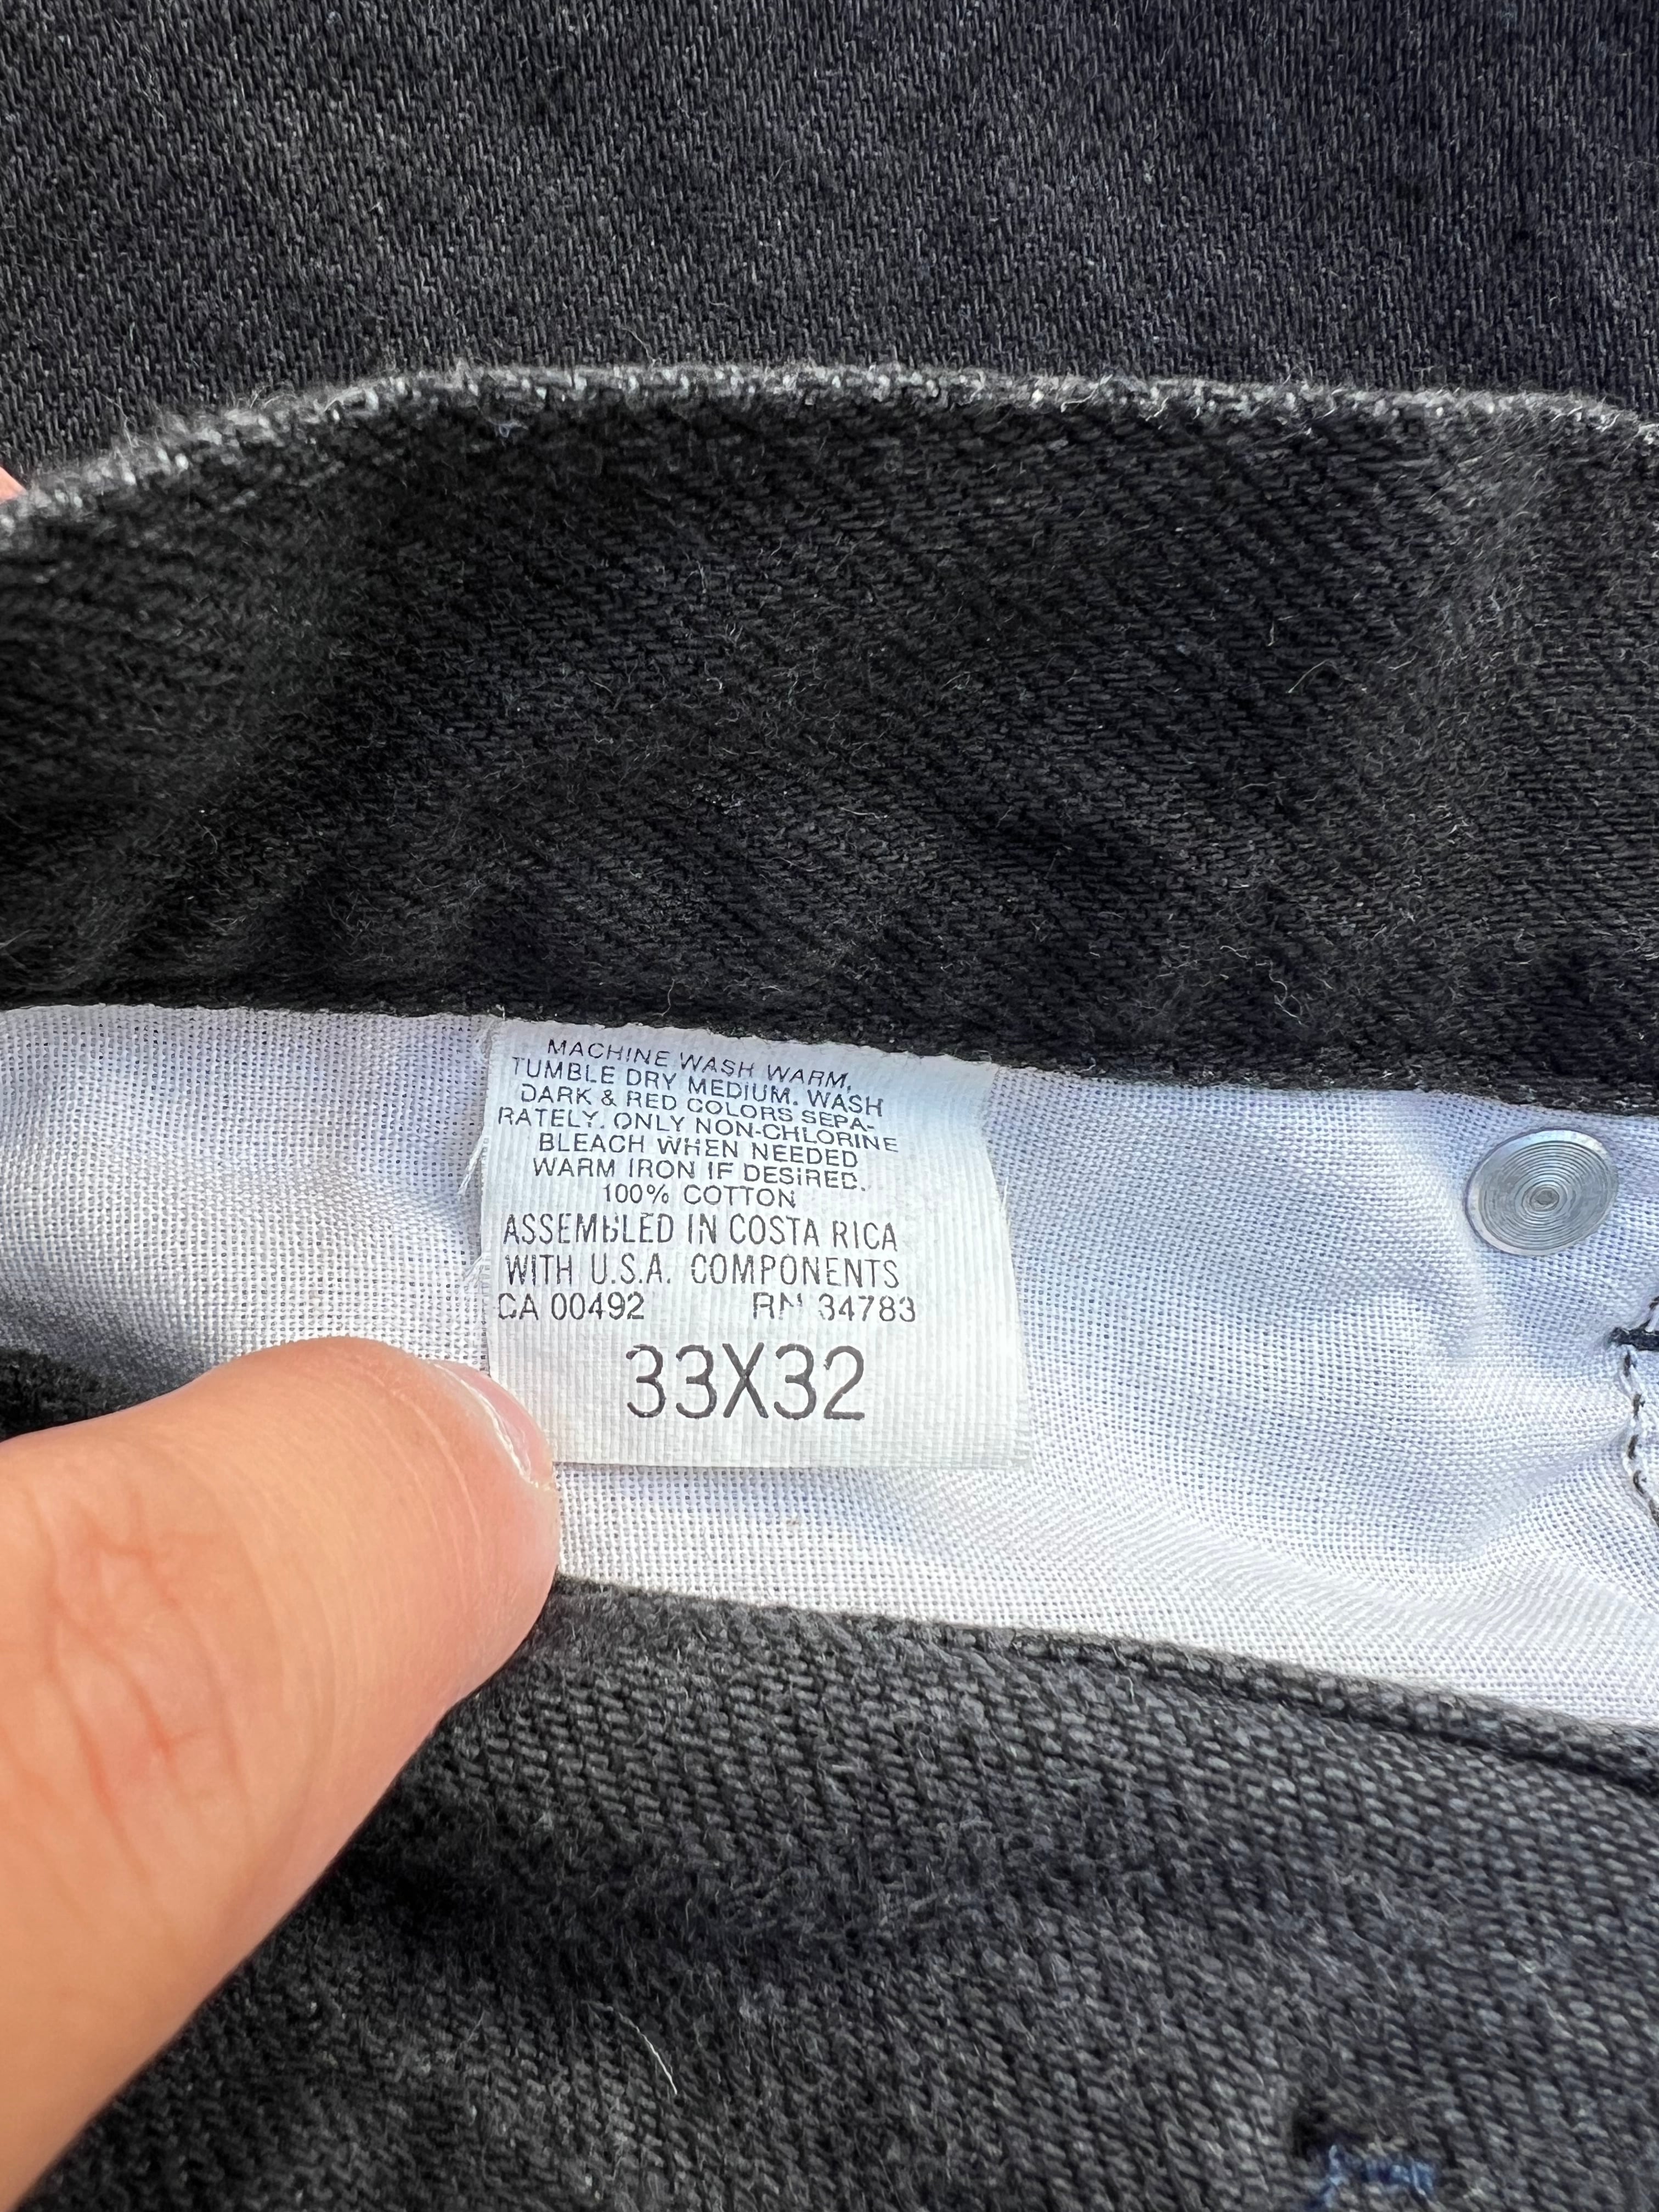 MACHINE WASH WARM,
TUMBLE DRY MEDIUM. WASH
DARK & RED COLORS SEPA-
RATELY. ONLY NON-CHLORINE
BLEACH WHEN NEEDED
WARM IRON IF DESIRED.
100% COTTON
ASSEMBLED IN COSTA RICA
WITH U.S.A. COMPONENTS
CA 00492 RN 34783
33X32